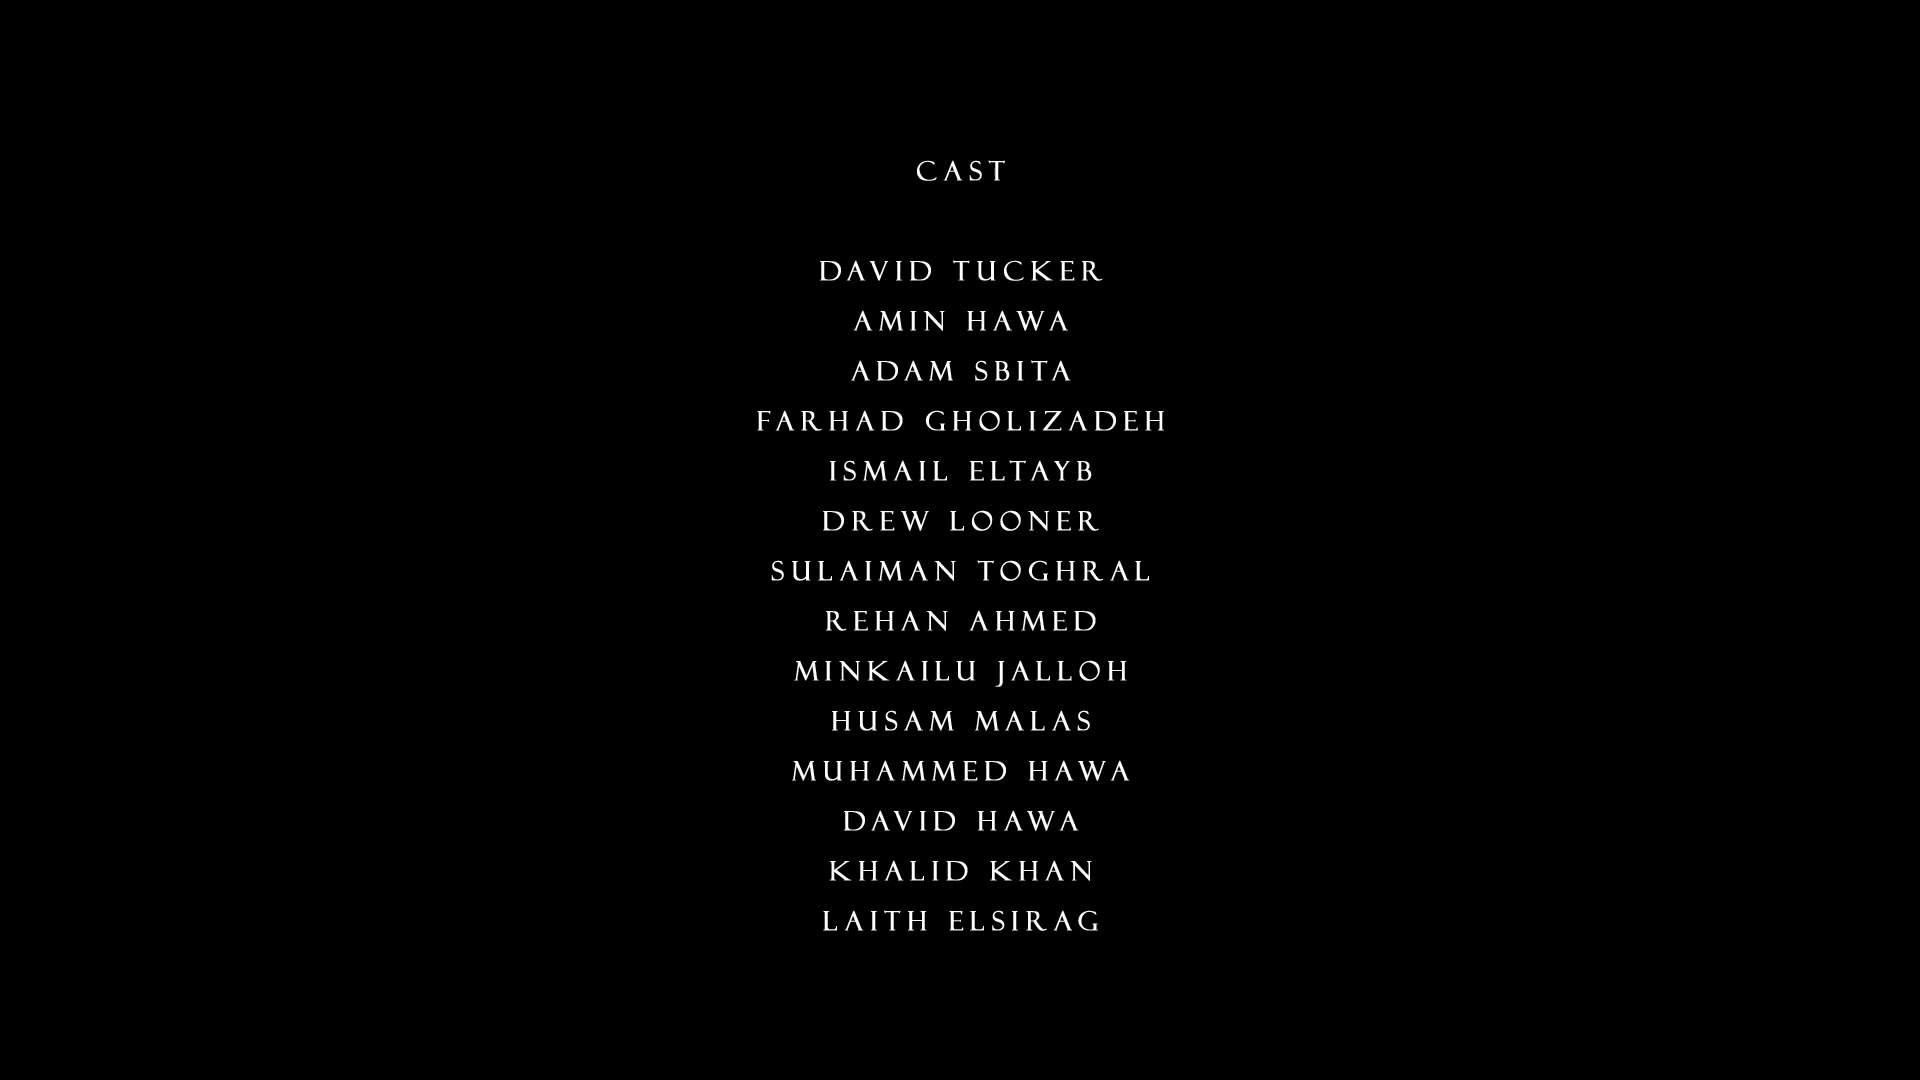 CAST
DAVID TUCKER
AMIN HAWA
ADAM SBITA
FARHAD GHOLIZADEH
ISMAIL ELTAYB
DREW LOONER
SULAIMAN TOGHRAL
REHAN AHMED
MINKAILU JALLOH
HUSAM MALAS
MUHAMMED HAWA
DAVID HAWA
KHALID KHAN
LAITH ELSIRAG